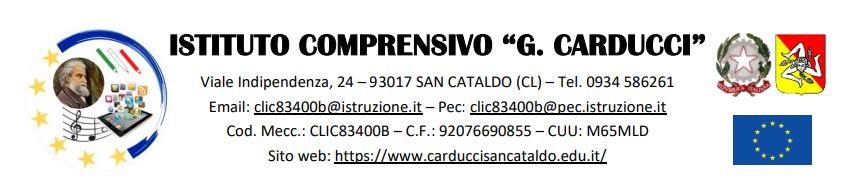 ISTITUTO COMPRENSIVO “G. CARDUCCI”
Viale Indipendenza, 24 – 93017 SAN CATALDO (CL) – Tel. 0934 586261
Email: clic83400b@istruzione.it – Pec: clic83400b@pec.istruzione.it
Cod. Mecc.: CLIC83400B – C.F.: 92076690855 – CUU: M65MLD
Sito web: https://www.carduccisancataldo.edu.it/